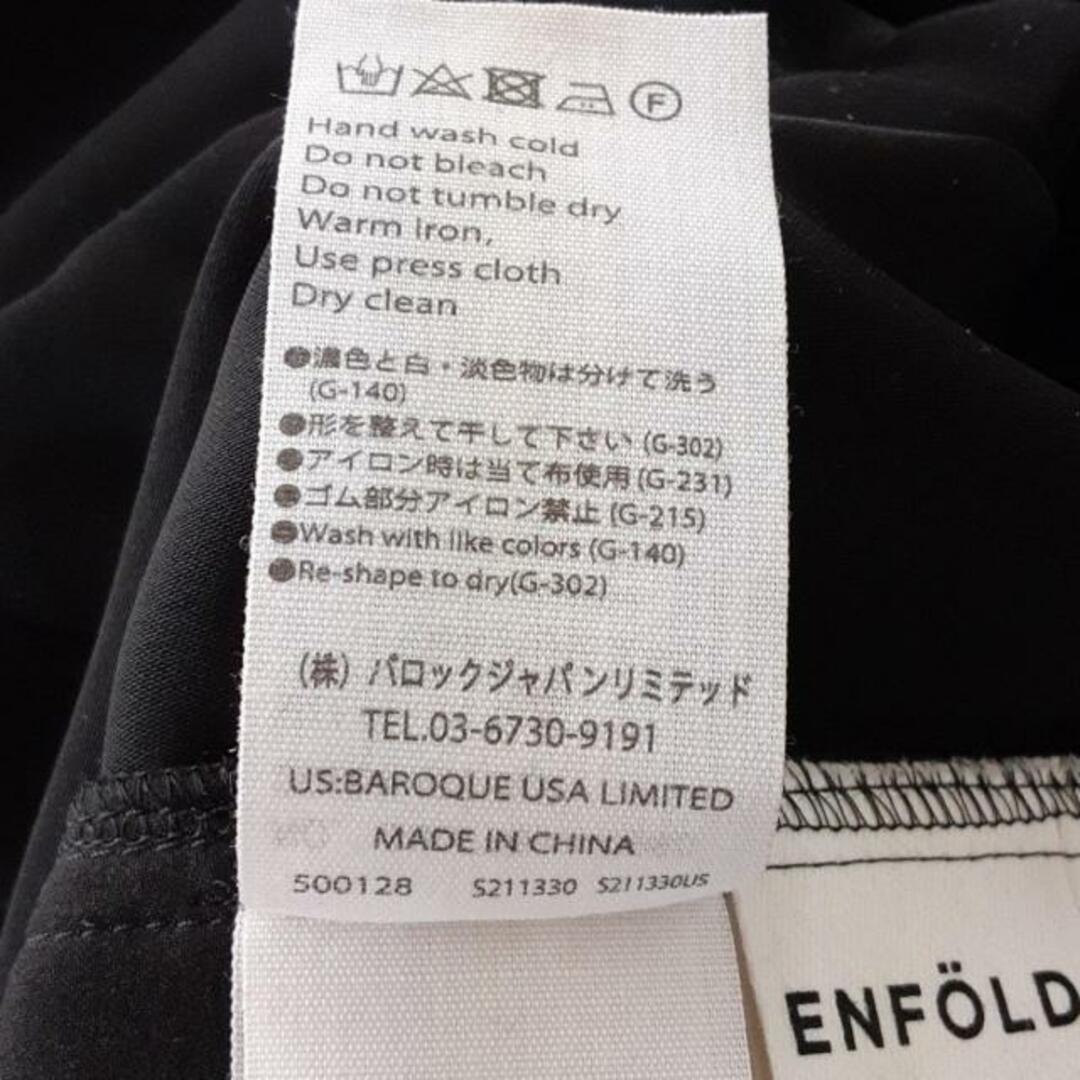 F
Hand wash cold
Do not bleach
Do not tumble dry
Warm iron,
Use press cloth
Dry clean
●濃色と白・淡色物は分けて洗う
(G-140)
●形を整えて干して下さい (G-302)
●アイロン時は当て布使用 (G-231)
●ゴム部分アイロン禁止 (G-215)
●Wash with like colors (G-140)
●Re-shape to dry(G-302)
(株) バロックジャパンリミテッド
TEL.03-6730-9191
US:BAROQUE USA LIMITED
MADE IN CHINA
500128 S211330 S211330US
ENFÖLD